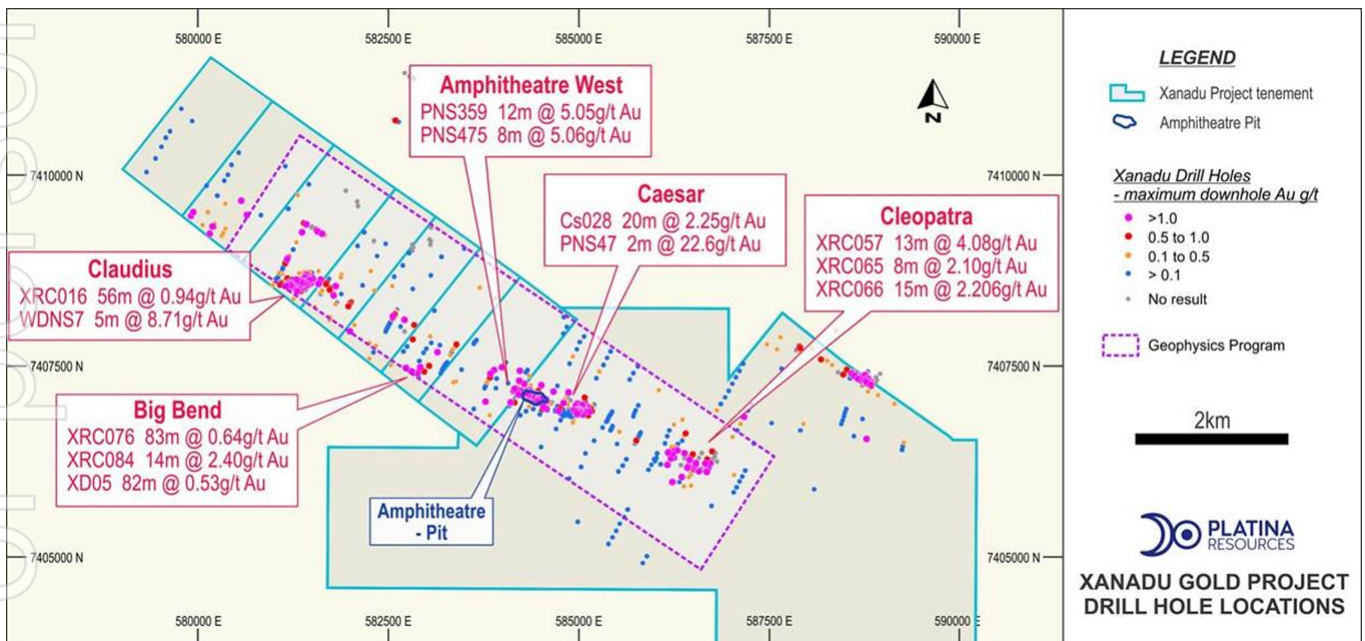 580000 E
582500 E
585000 E
587500 E
590000 E
7410000 N
7410000 N
7407500 N
7407500 N
7405000 N
7405000 N
580000 E
582500 E
585000 E
587500 E
590000 E
Amphitheatre West
PNS359 12m @ 5.05g/t Au
PNS475 8m @ 5.06g/t Au
N
Caesar
Cs028 20m @ 2.25g/t Au
PNS47 2m @ 22.6g/t Au
Cleopatra
XRC057 13m @ 4.08g/t Au
XRC065 8m @ 2.10g/t Au
XRC066 15m @ 2.206g/t Au
Claudius
XRC016 56m @ 0.94g/t Au
WDNS7 5m @ 8.71g/t Au
Big Bend
XRC076 83m @ 0.64g/t Au
XRC084 14m @ 2.40g/t Au
XD05 82m @ 0.53g/t Au
Amphitheatre
- Pit
LEGEND
Xanadu Project tenement
Amphitheatre Pit
Xanadu Drill Holes
- maximum downhole Au g/t
>1.0
0.5 to 1.0
0.1 to 0.5
> 0.1
No result
Geophysics Program
2km
PLATINA
RESOURCES
XANADU GOLD PROJECT
DRILL HOLE LOCATIONS